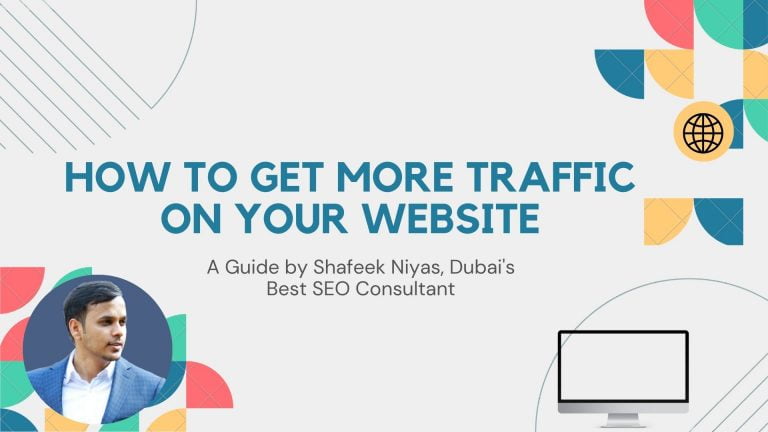 HOW TO GET MORE TRAFFIC
ON YOUR WEBSITE
A Guide by Shafeek Niyas, Dubai's
Best SEO Consultant